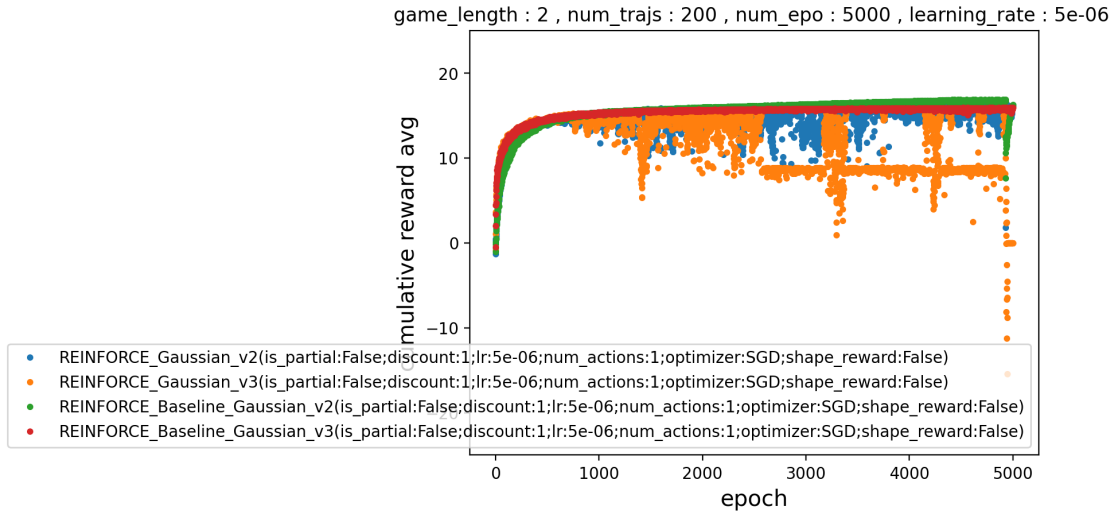 game_length : 2 , num_trajs : 200 , num_epo : 5000 , learning_rate : 5e-06
20
10
0
−10
−20
cumulative reward avg
REINFORCE_Gaussian_v2(is_partial:False;discount:1;lr:5e-06;num_actions:1;optimizer:SGD;shape_reward:False)
REINFORCE_Gaussian_v3(is_partial:False;discount:1;lr:5e-06;num_actions:1;optimizer:SGD;shape_reward:False)
REINFORCE_Baseline_Gaussian_v2(is_partial:False;discount:1;lr:5e-06;num_actions:1;optimizer:SGD;shape_reward:False)
REINFORCE_Baseline_Gaussian_v3(is_partial:False;discount:1;lr:5e-06;num_actions:1;optimizer:SGD;shape_reward:False)
0 1000 2000 3000 4000 5000
epoch